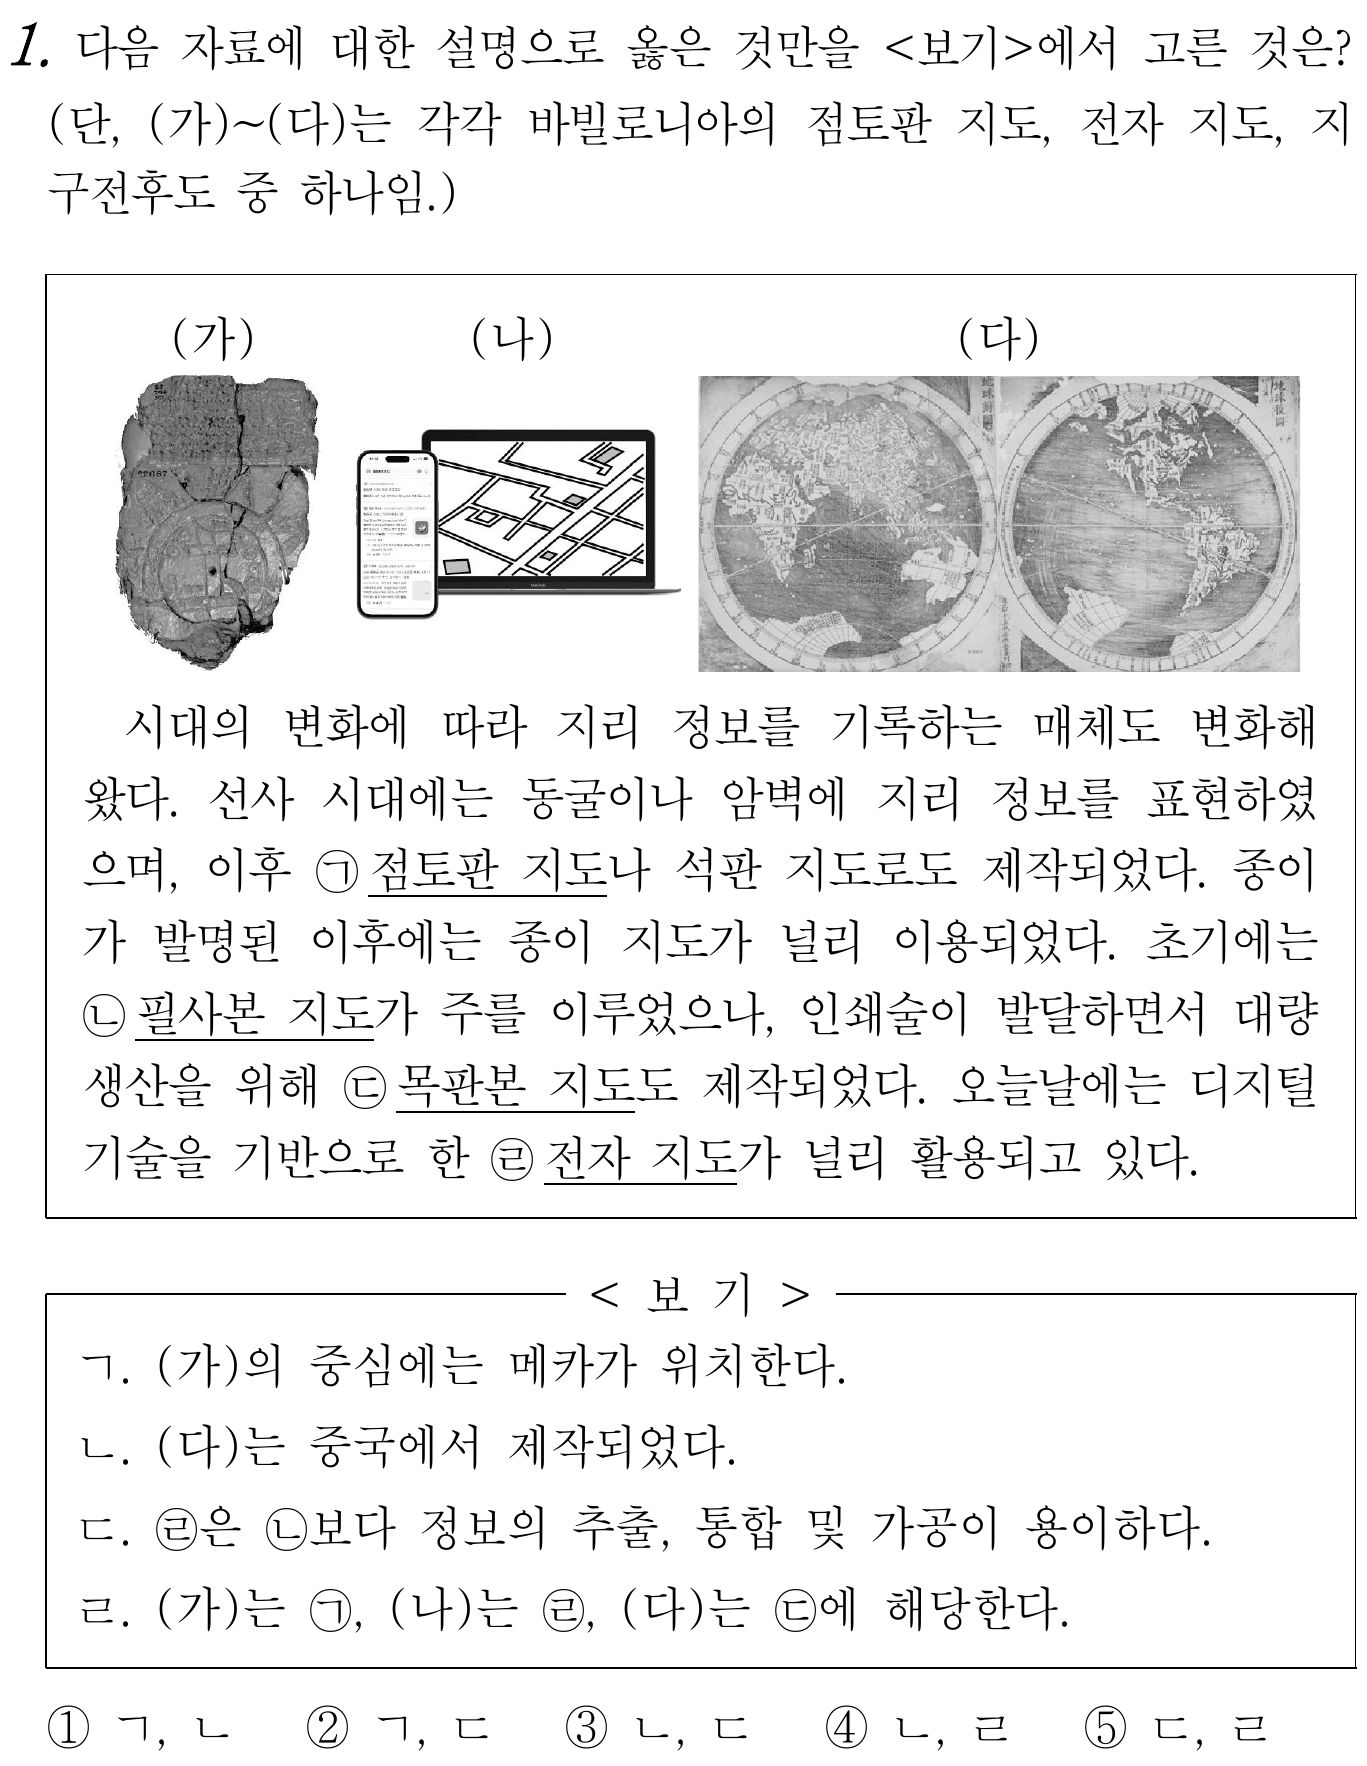 1. 다음 자료에 대한 설명으로 옳은 것만을 <보기>에서 고른 것은?
(단, (가)~(다)는 각각 바빌로니아의 점토판 지도, 전자 지도, 지
구전후도 중 하나임.)
(가) (나) (다)
시대의 변화에 따라 지리 정보를 기록하는 매체도 변화해
왔다. 선사 시대에는 동굴이나 암벽에 지리 정보를 표현하였
으며, 이후 ㉠점토판 지도나 석판 지도로도 제작되었다. 종이
가 발명된 이후에는 종이 지도가 널리 이용되었다. 초기에는
㉡필사본 지도가 주를 이루었으나, 인쇄술이 발달하면서 대량
생산을 위해 ㉢목판본 지도도 제작되었다. 오늘날에는 디지털
기술을 기반으로 한 ㉣전자 지도가 널리 활용되고 있다.
< 보 기 >
ㄱ. (가)의 중심에는 메카가 위치한다.
ㄴ. (다)는 중국에서 제작되었다.
ㄷ. ㉣은 ㉡보다 정보의 추출, 통합 및 가공이 용이하다.
ㄹ. (가)는 ㉠, (나)는 ㉣, (다)는 ㉢에 해당한다.
① ㄱ, ㄴ ② ㄱ, ㄷ ③ ㄴ, ㄷ ④ ㄴ, ㄹ ⑤ ㄷ, ㄹ